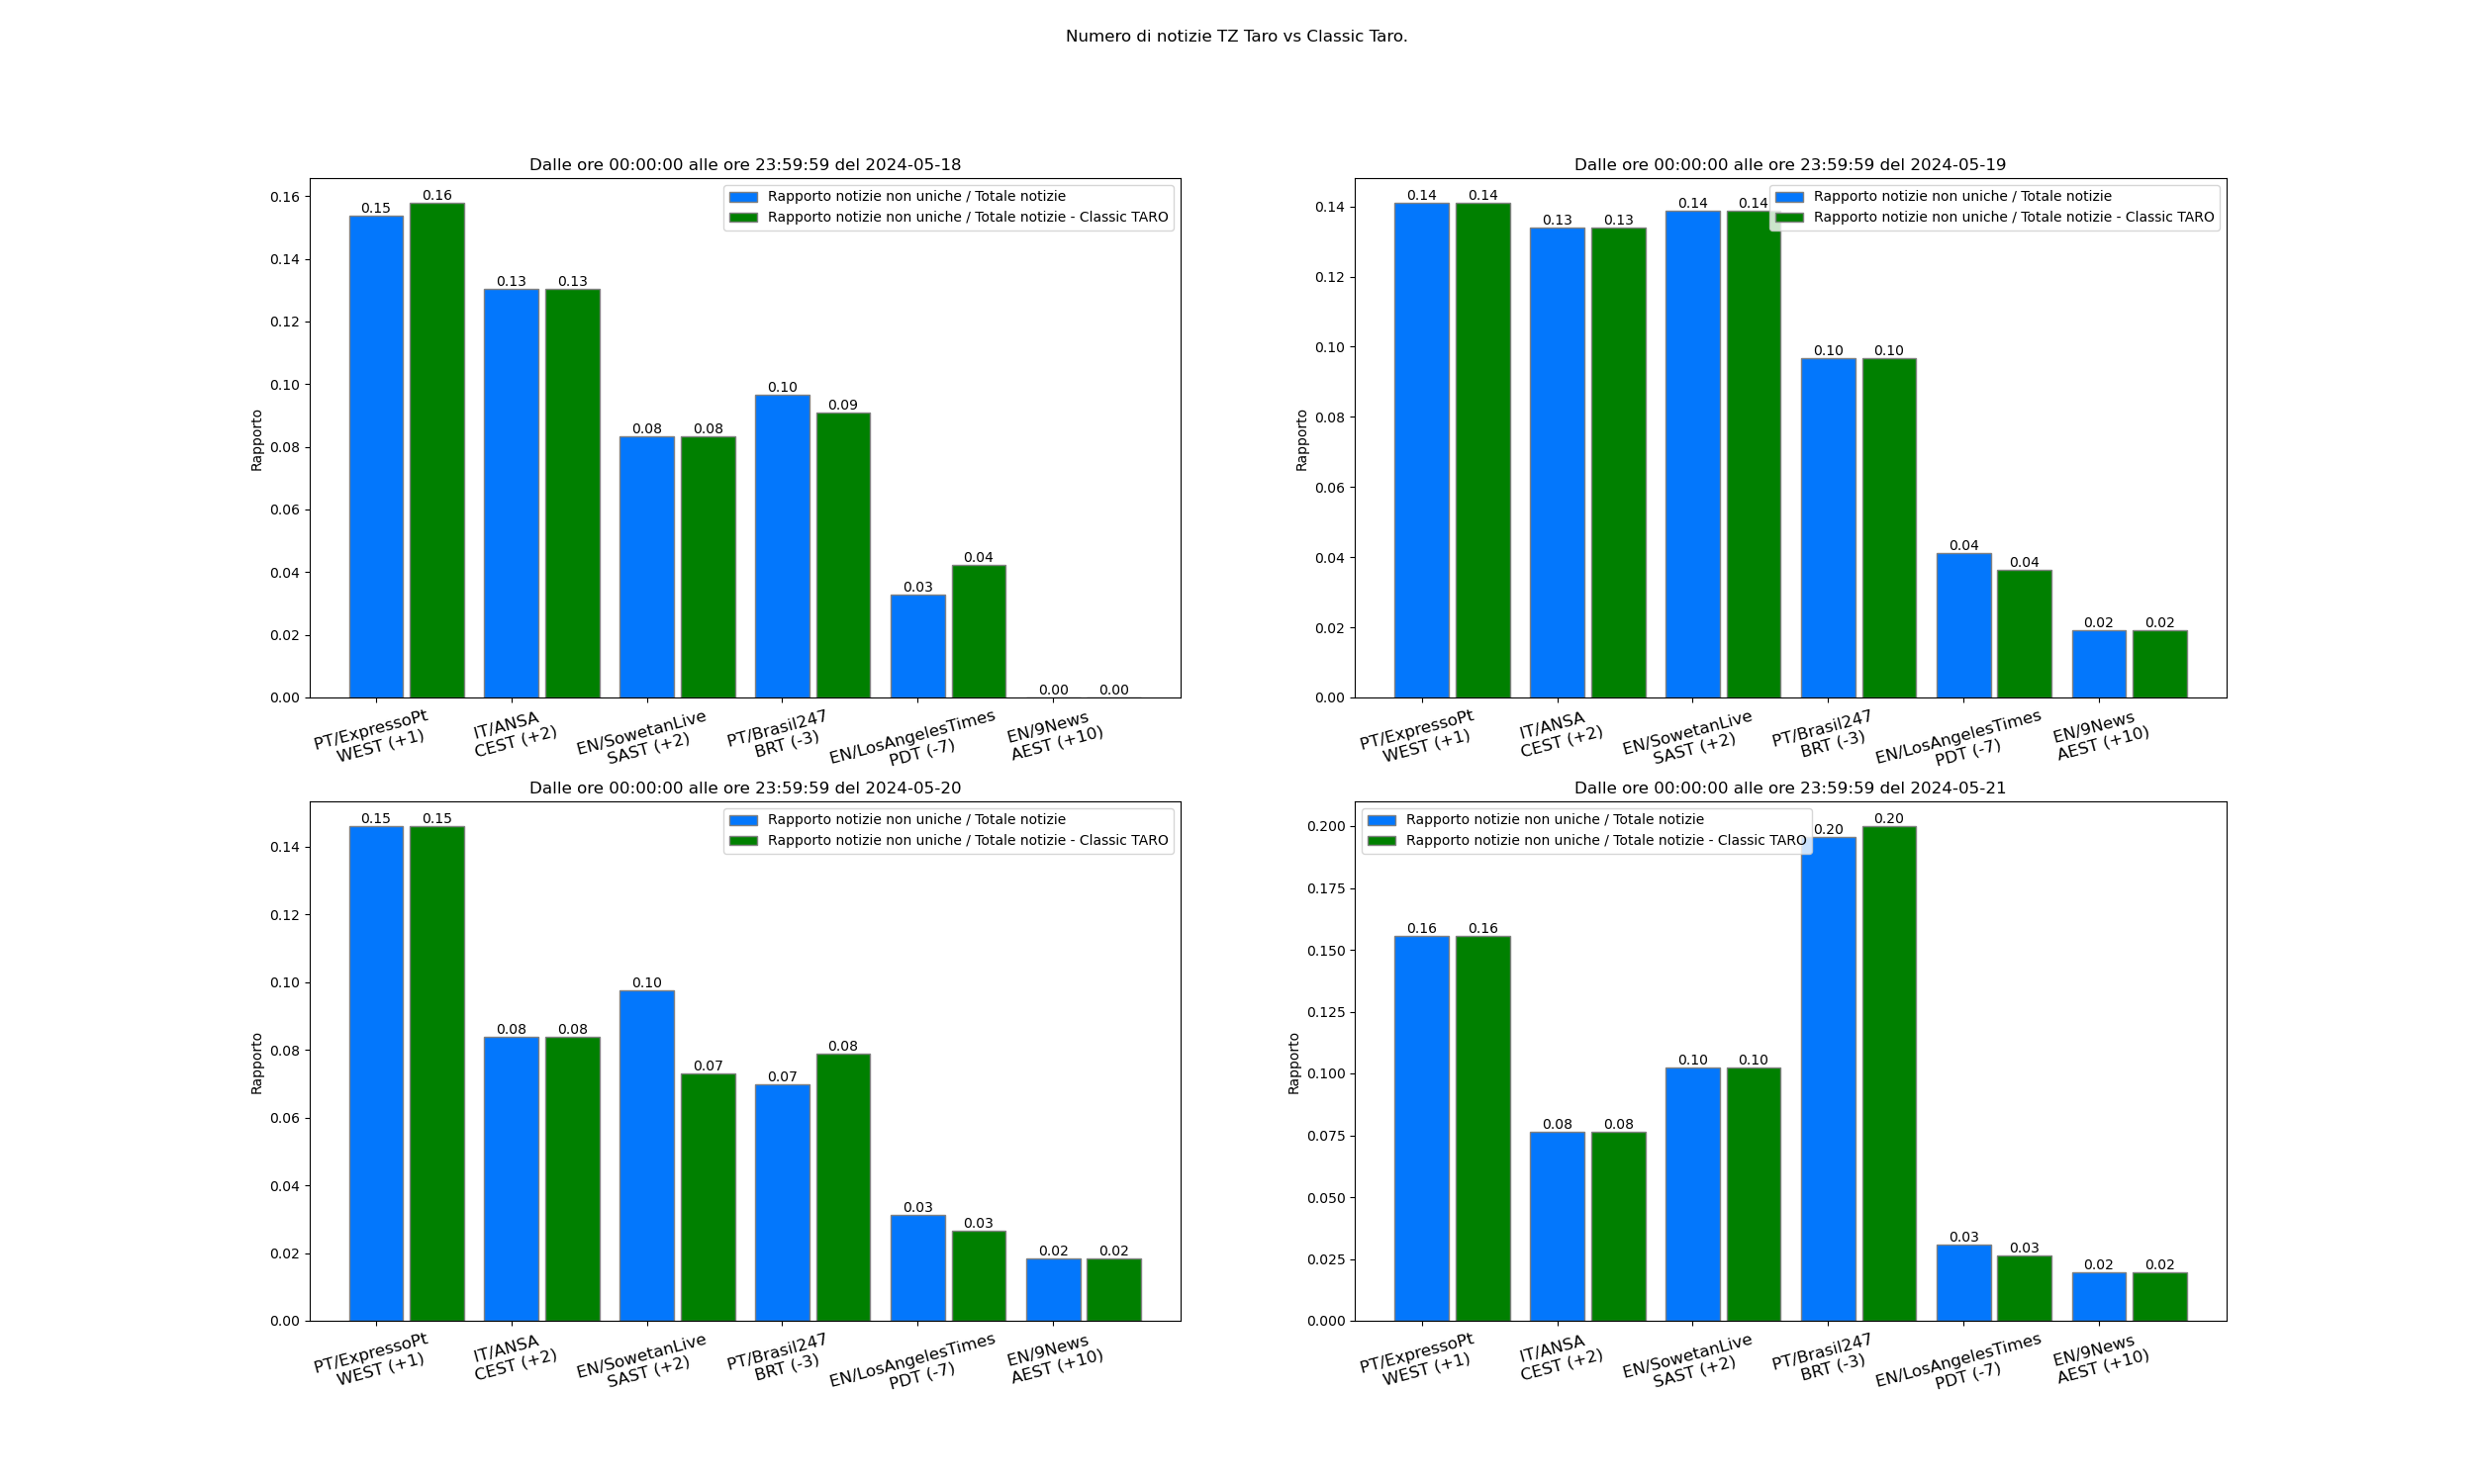 Numero di notizie TZ Taro vs Classic Taro.
Dalle ore 00:00:00 alle ore 23:59:59 del 2024-05-18
Rapporto notizie non uniche / Totale notizie
Rapporto notizie non uniche / Totale notizie - Classic TARO
0.15 0.16 0.13 0.13 0.08 0.08 0.10 0.09 0.03 0.04 0.00 0.00
0.16
0.14
0.12
0.10
0.08
0.06
0.04
0.02
0.00
Rapporto
PT/ExpressoPt
WEST (+1)
IT/ANSA
CEST (+2)
EN/SowetanLive
SAST (+2)
PT/Brasil247
BRT (-3)
EN/LosAngelesTimes
PDT (-7)
EN/9News
AEST (+10)
Dalle ore 00:00:00 alle ore 23:59:59 del 2024-05-19
Rapporto notizie non uniche / Totale notizie
Rapporto notizie non uniche / Totale notizie - Classic TARO
0.14 0.14 0.13 0.13 0.14 0.14 0.10 0.10 0.04 0.04 0.02 0.02
0.14
0.12
0.10
0.08
0.06
0.04
0.02
0.00
Rapporto
PT/ExpressoPt
WEST (+1)
IT/ANSA
CEST (+2)
EN/SowetanLive
SAST (+2)
PT/Brasil247
BRT (-3)
EN/LosAngelesTimes
PDT (-7)
EN/9News
AEST (+10)
Dalle ore 00:00:00 alle ore 23:59:59 del 2024-05-20
Rapporto notizie non uniche / Totale notizie
Rapporto notizie non uniche / Totale notizie - Classic TARO
0.15 0.15 0.08 0.08 0.10 0.07 0.07 0.08 0.03 0.03 0.02 0.02
0.14
0.12
0.10
0.08
0.06
0.04
0.02
0.00
Rapporto
PT/ExpressoPt
WEST (+1)
IT/ANSA
CEST (+2)
EN/SowetanLive
SAST (+2)
PT/Brasil247
BRT (-3)
EN/LosAngelesTimes
PDT (-7)
EN/9News
AEST (+10)
Dalle ore 00:00:00 alle ore 23:59:59 del 2024-05-21
Rapporto notizie non uniche / Totale notizie
Rapporto notizie non uniche / Totale notizie - Classic TARO
0.16 0.16 0.08 0.08 0.10 0.10 0.20 0.20 0.03 0.03 0.02 0.02
0.200
0.175
0.150
0.125
0.100
0.075
0.050
0.025
0.000
Rapporto
PT/ExpressoPt
WEST (+1)
IT/ANSA
CEST (+2)
EN/SowetanLive
SAST (+2)
PT/Brasil247
BRT (-3)
EN/LosAngelesTimes
PDT (-7)
EN/9News
AEST (+10)